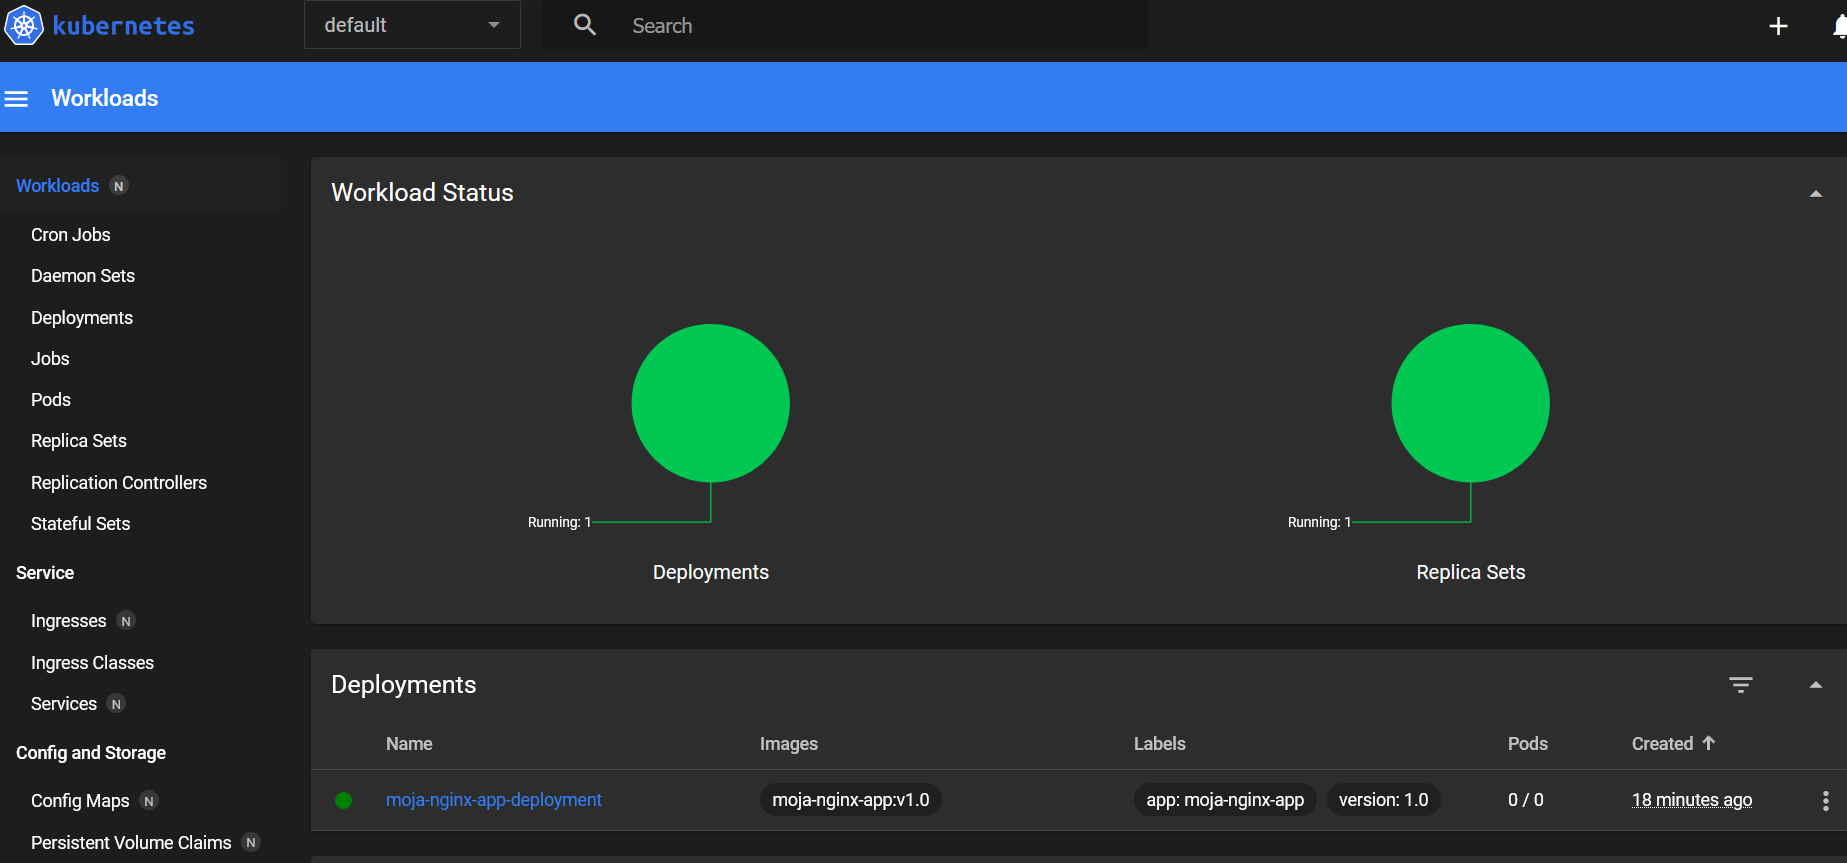 kubernetes
default
Search
Workloads
Workloads N
Cron Jobs
Daemon Sets
Deployments
Jobs
Pods
Replica Sets
Replication Controllers
Stateful Sets
Service
Ingresses N
Ingress Classes
Services N
Config and Storage
Config Maps N
Persistent Volume Claims N
Workload Status
Running: 1
Deployments
Running: 1
Replica Sets
Deployments
Name Images Labels Pods Created
moja-nginx-app-deployment moja-nginx-app:v1.0 app: moja-nginx-app version: 1.0 0 / 0 18 minutes ago